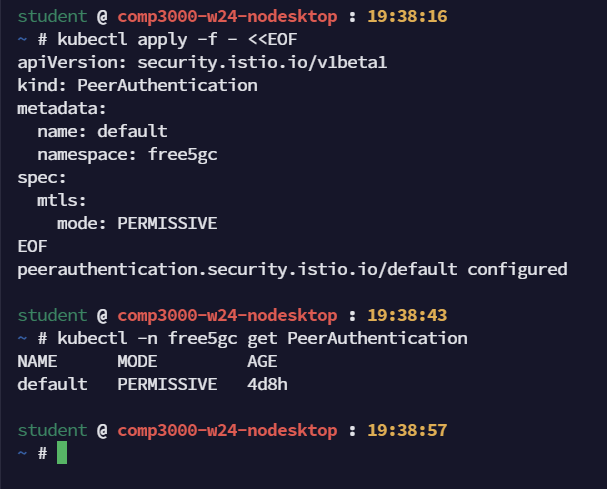 student @ comp3000-w24-nodesktop : 19:38:16
~ # kubectl apply -f - <<EOF
apiVersion: security.istio.io/v1beta1
kind: PeerAuthentication
metadata:
  name: default
  namespace: free5gc
spec:
  mtls:
    mode: PERMISSIVE
EOF
peerauthentication.security.istio.io/default configured

student @ comp3000-w24-nodesktop : 19:38:43
~ # kubectl -n free5gc get PeerAuthentication
NAME      MODE         AGE
default   PERMISSIVE   4d8h

student @ comp3000-w24-nodesktop : 19:38:57
~ #